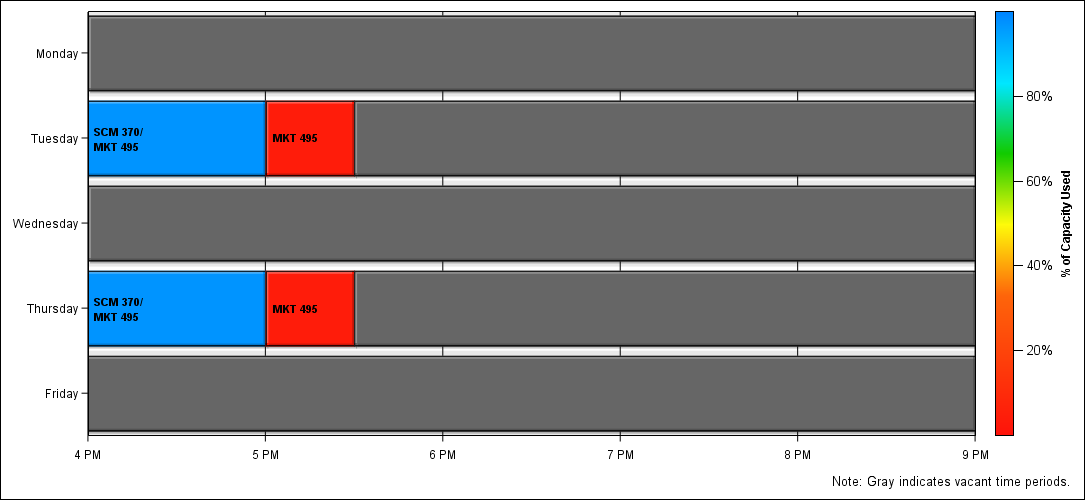 Monday
Tuesday
SCM 370/
MKT 495
MKT 495
Wednesday
Thursday
SCM 370/
MKT 495
MKT 495
Friday
4 PM
5 PM
6 PM
7 PM
8 PM
9 PM
80%
60%
40%
20%
% of Capacity Used
Note: Gray indicates vacant time periods.